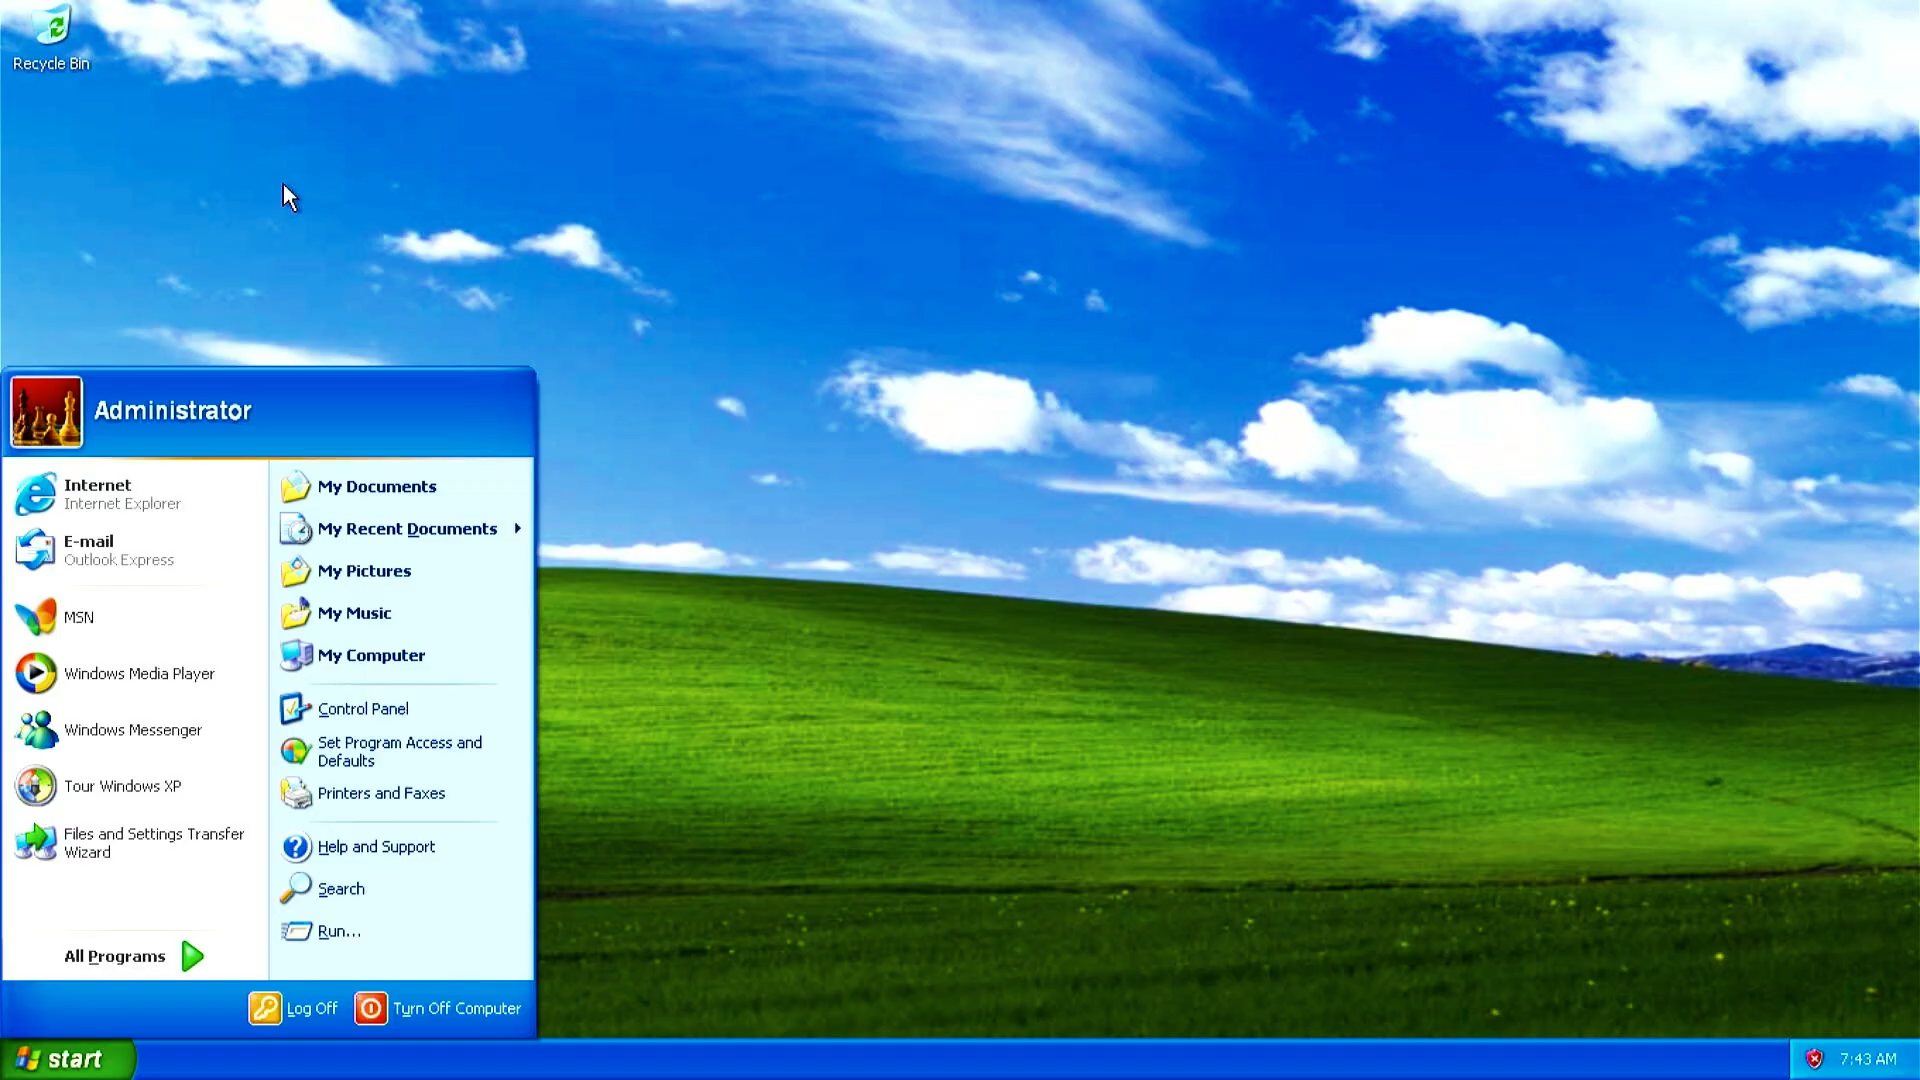 Recycle Bin
Administrator
Internet
Internet Explorer
E-mail
Outlook Express
MSN
Windows Media Player
Windows Messenger
Tour Windows XP
Files and Settings Transfer
Wizard
All Programs
My Documents
My Recent Documents
My Pictures
My Music
My Computer
Control Panel
Set Program Access and
Defaults
Printers and Faxes
Help and Support
Search
Run...
Log Off
Turn Off Computer
start
7:43 AM